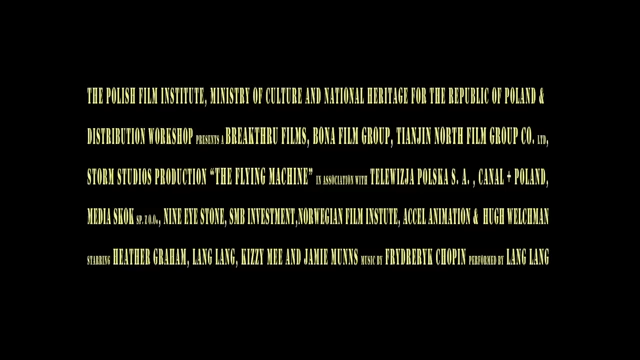 THE POLISH FILM INSTITUTE, MINISTRY OF CULTURE AND NATIONAL HERITAGE FOR THE REPUBLIC OF POLAND &
DISTRIBUTION WORKSHOP PRESENTS A BREAKTHRU FILMS, BONA FILM GROUP, TIANJIN NORTH FILM GROUP CO. LTD,
STORM STUDIOS PRODUCTION "THE FLYING MACHINE" IN ASSOCIATION WITH TELEWIZJA POLSKA S. A. , CANAL + POLAND,
MEDIA SKOK SP. Z O.O., NINE EYE STONE, SMB INVESTMENT,NORWEGIAN FILM INSTUTE, ACCEL ANIMATION & HUGH WELCHMAN
STARRING HEATHER GRAHAM, LANG LANG, KIZZY MEE AND JAMIE MUNNS MUSIC BY FRYDRERYK CHOPIN PERFORMED BY LANG LANG